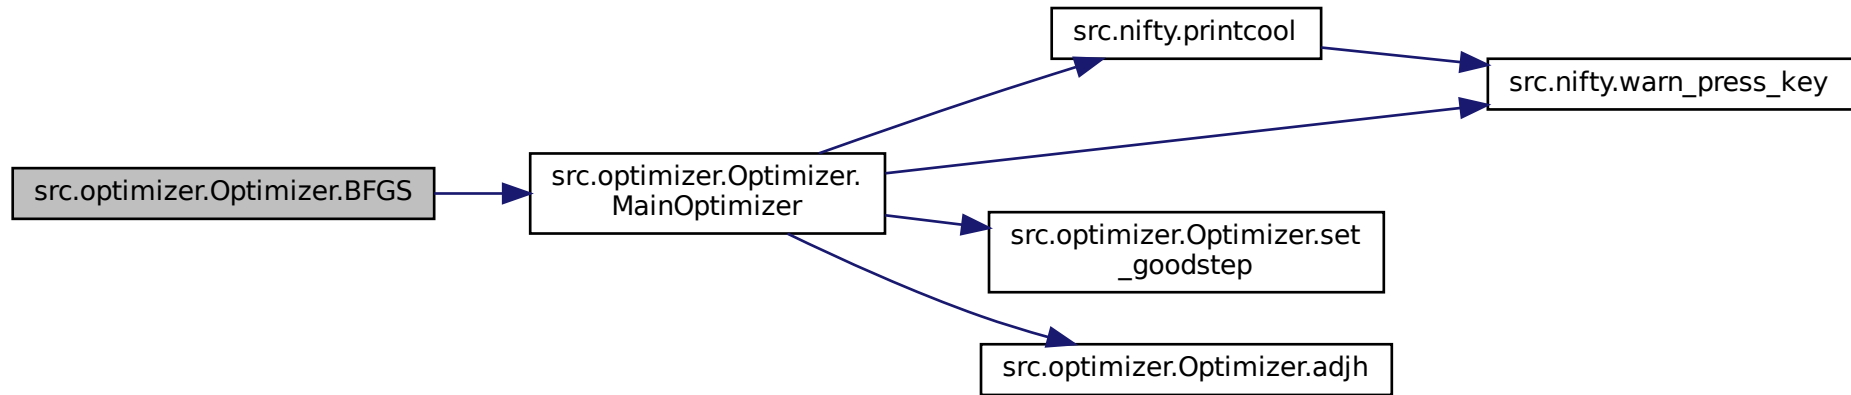 src.optimizer.Optimizer.BFGS
src.optimizer.Optimizer.
MainOptimizer
src.nifty.printcool
src.nifty.warn_press_key
src.optimizer.Optimizer.set
_goodstep
src.optimizer.Optimizer.adjh